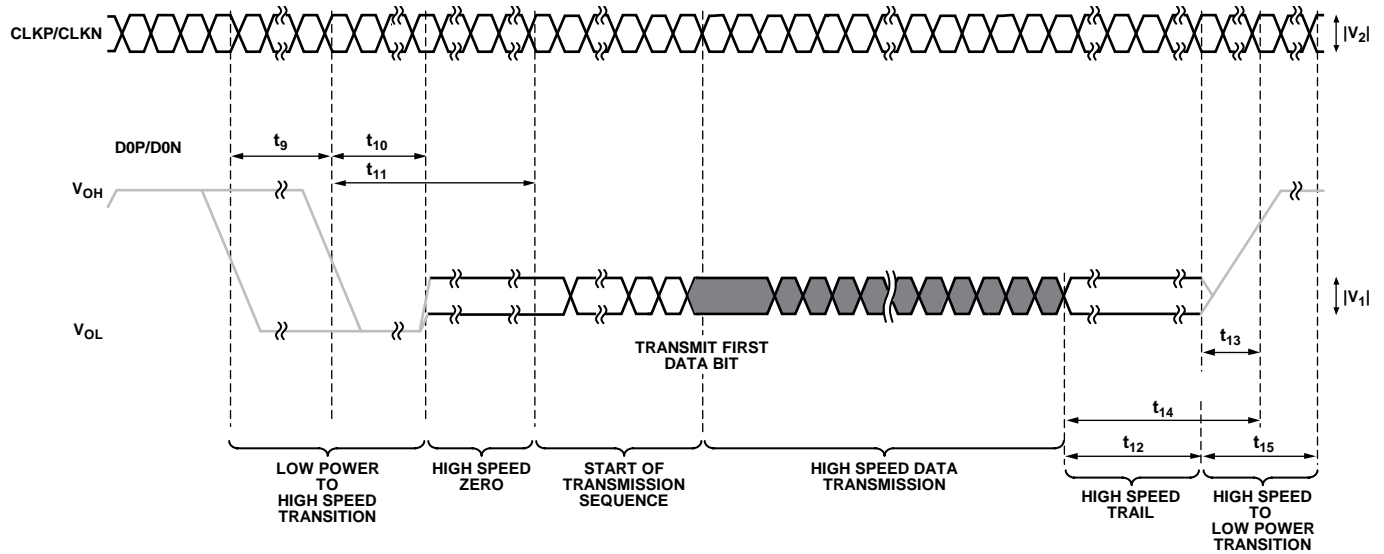 CLKP/CLKN
|V2|
D0P/D0N
t9
t10
t11
VOH
|V1|
VOL
TRANSMIT FIRST
DATA BIT
t13
t14
t12
t15
LOW POWER
TO
HIGH SPEED
TRANSITION
HIGH SPEED
ZERO
START OF
TRANSMISSION
SEQUENCE
HIGH SPEED DATA
TRANSMISSION
HIGH SPEED
TRAIL
HIGH SPEED
TO
LOW POWER
TRANSITION